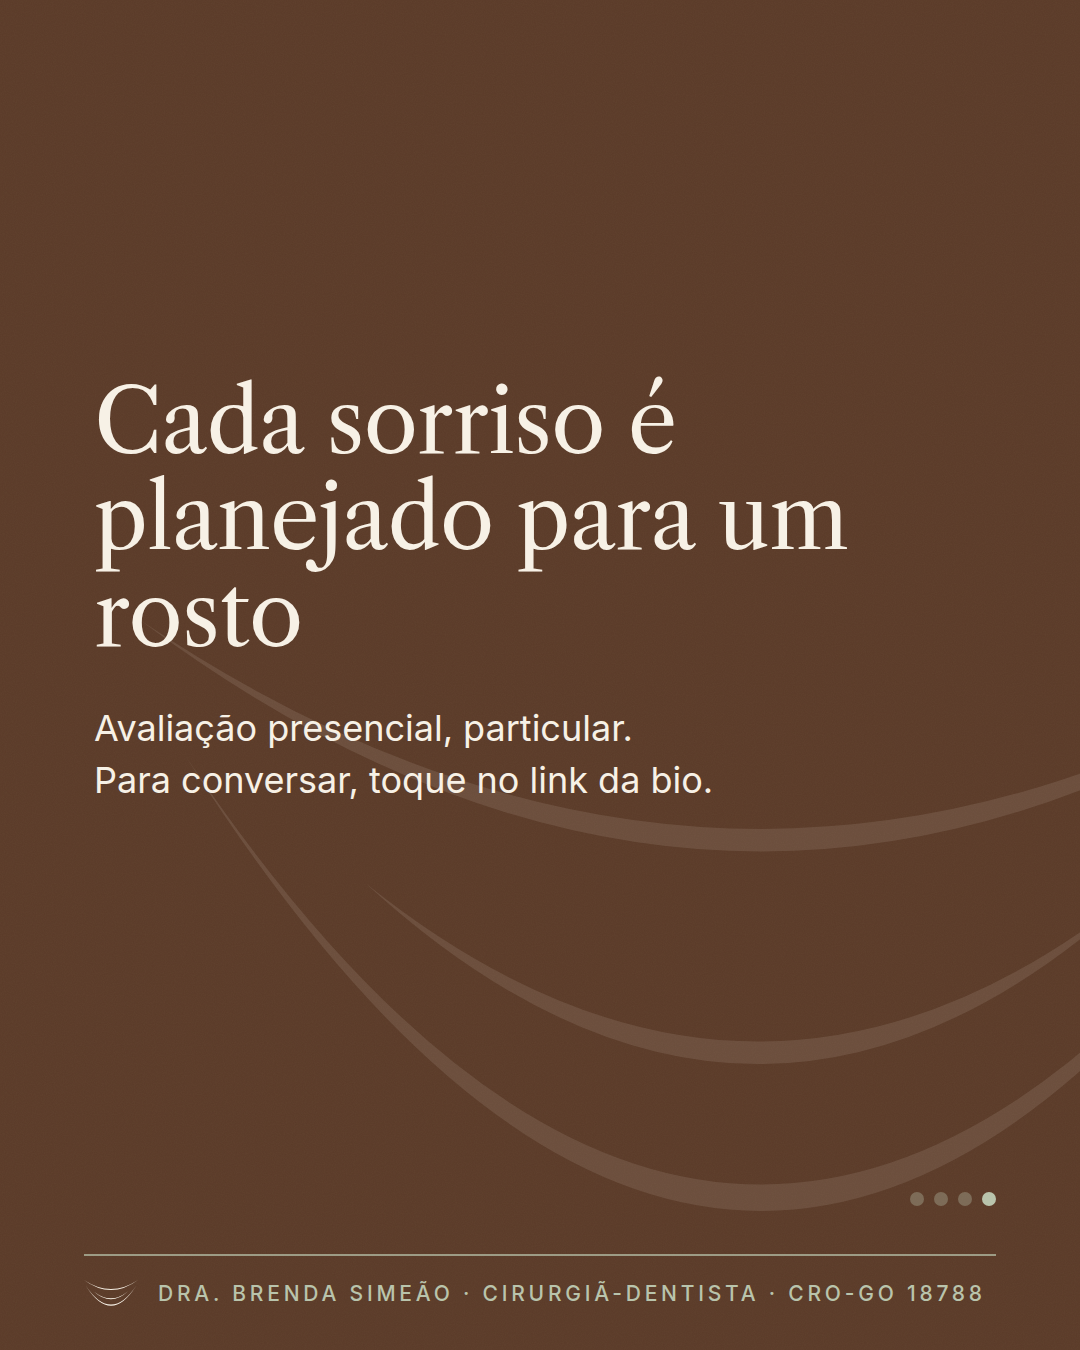 Cada sorriso é
planejado para um
rosto
Avaliação presencial, particular.
Para conversar, toque no link da bio.
DRA. BRENDA SIMEÃO · CIRURGIÃ-DENTISTA · CRO-GO 18788